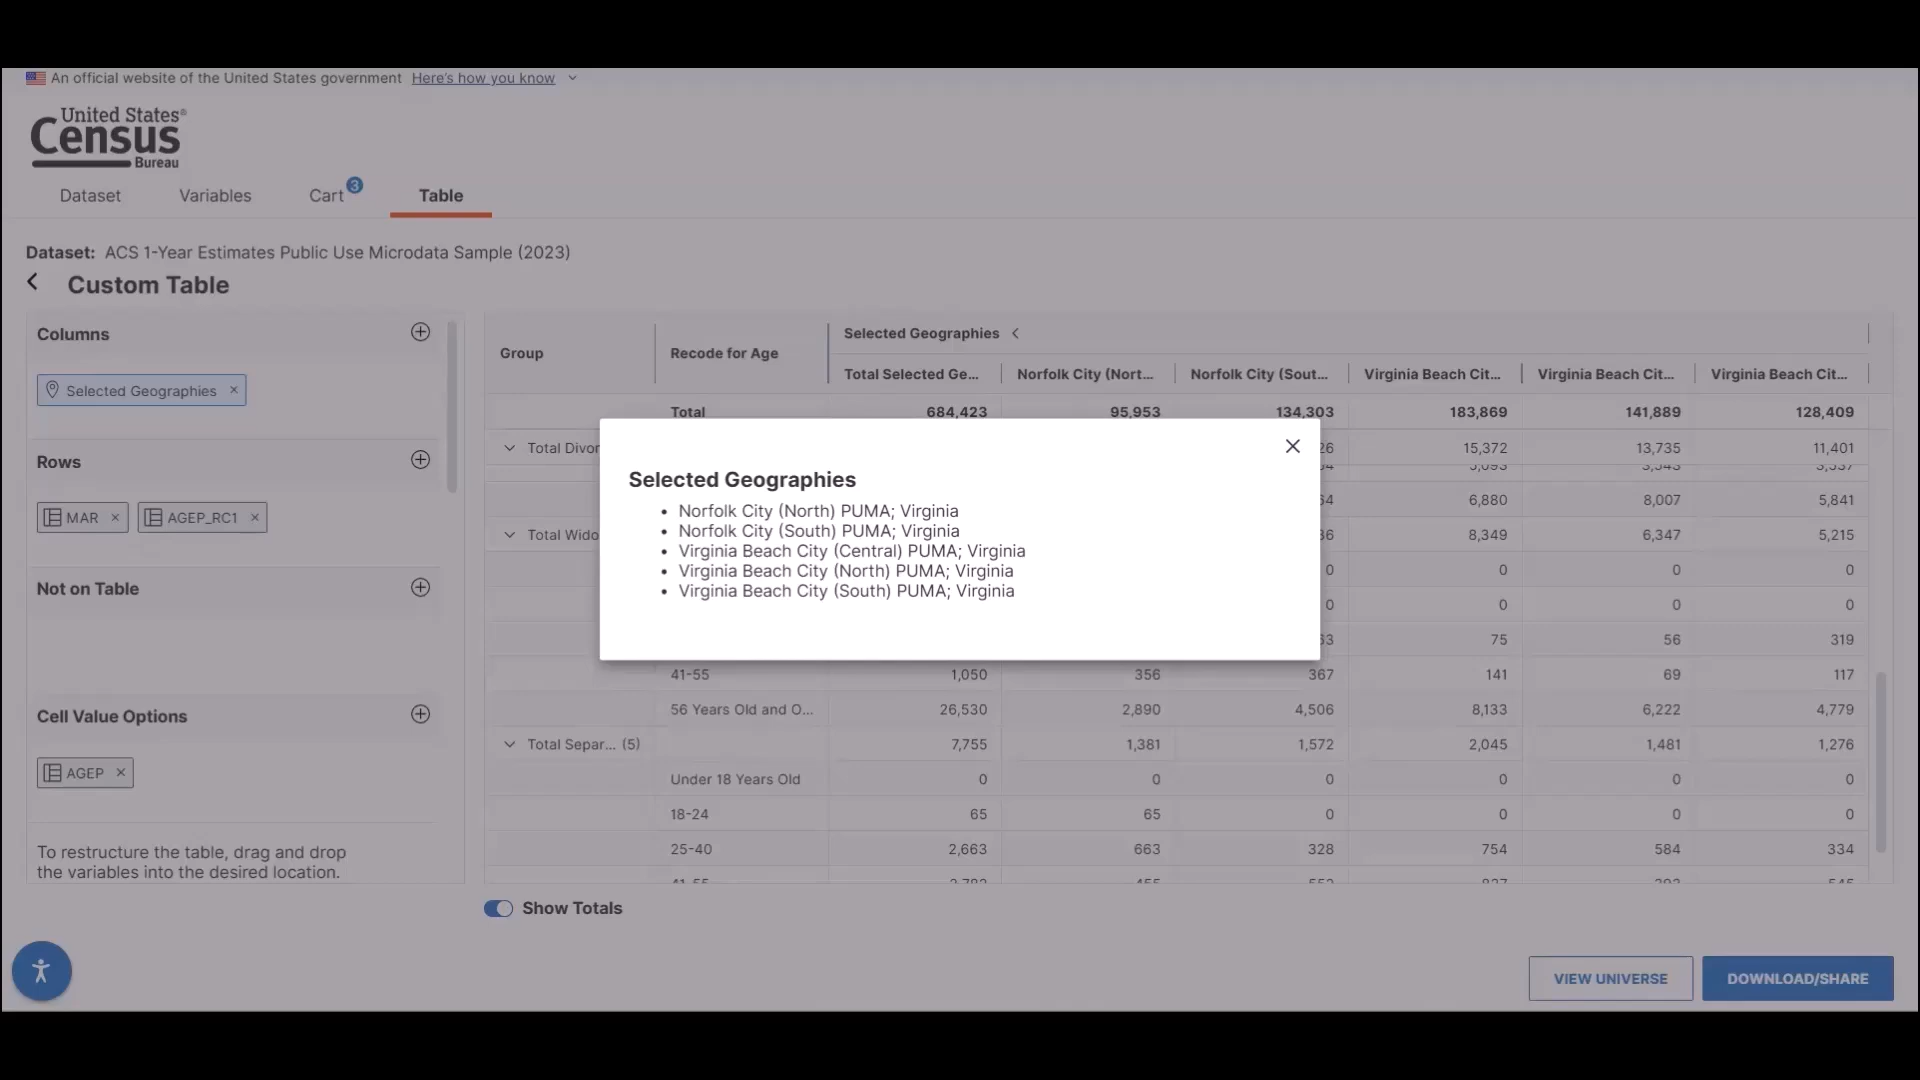 An official website of the United States government Here's how you know
United States®
Census
Bureau
Dataset Variables Cart 3 Table
Dataset: ACS 1-Year Estimates Public Use Microdata Sample (2023)
Custom Table
Columns
Selected Geographies ×
Rows
MAR × AGEP_RC1 ×
Not on Table
Cell Value Options
AGEP ×
To restructure the table, drag and drop
the variables into the desired location.
Group Recode for Age Selected Geographies
Total Selected Ge... Norfolk City (Nort... Norfolk City (Sout... Virginia Beach Cit... Virginia Beach Cit... Virginia Beach Cit...
Total 684,423 95,953 134,303 183,869 141,889 128,409
Total Divor 26 15,372 13,735 11,401
6,880 8,007 5,841
Total Wido 8,349 6,347 5,215
0 0 0 0
0 0 0 0
75 56 319
41-55 1,050 356 367 141 69 117
56 Years Old and O... 26,530 2,890 4,506 8,133 6,222 4,779
Total Separ... (5) 7,755 1,381 1,572 2,045 1,481 1,276
Under 18 Years Old 0 0 0 0 0 0
18-24 65 65 0 0 0 0
25-40 2,663 663 328 754 584 334
Selected Geographies
• Norfolk City (North) PUMA; Virginia
• Norfolk City (South) PUMA; Virginia
• Virginia Beach City (Central) PUMA; Virginia
• Virginia Beach City (North) PUMA; Virginia
• Virginia Beach City (South) PUMA; Virginia
Show Totals
VIEW UNIVERSE DOWNLOAD/SHARE